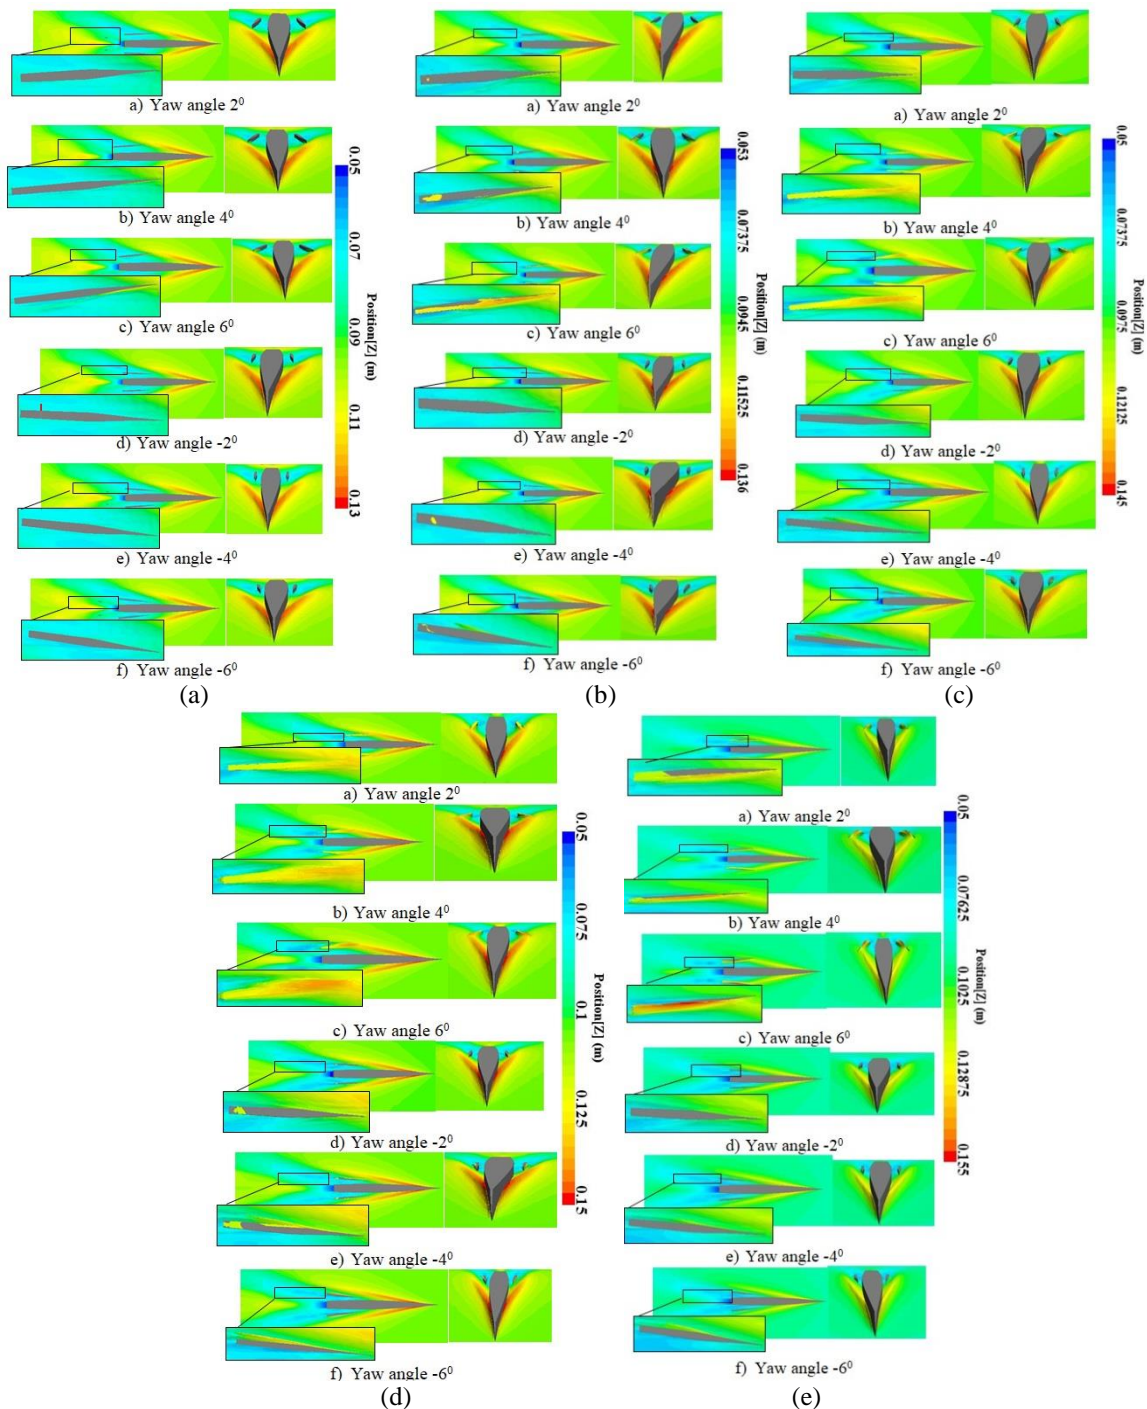 a) Yaw angle 2⁰
b) Yaw angle 4⁰
c) Yaw angle 6⁰
d) Yaw angle -2⁰
e) Yaw angle -4⁰
f) Yaw angle -6⁰
0.05
0.07
0.09
0.11
0.13
Position[Z] (m)
(a)
a) Yaw angle 2⁰
b) Yaw angle 4⁰
c) Yaw angle 6⁰
d) Yaw angle -2⁰
e) Yaw angle -4⁰
f) Yaw angle -6⁰
0.053
0.07375
0.0945
0.11525
0.136
Position[Z] (m)
(b)
a) Yaw angle 2⁰
b) Yaw angle 4⁰
c) Yaw angle 6⁰
d) Yaw angle -2⁰
e) Yaw angle -4⁰
f) Yaw angle -6⁰
0.05
0.07375
0.0975
0.12125
0.145
Position[Z] (m)
(c)
a) Yaw angle 2⁰
b) Yaw angle 4⁰
c) Yaw angle 6⁰
d) Yaw angle -2⁰
e) Yaw angle -4⁰
f) Yaw angle -6⁰
0.05
0.075
0.1
0.125
0.15
Position[Z] (m)
(d)
a) Yaw angle 2⁰
b) Yaw angle 4⁰
c) Yaw angle 6⁰
d) Yaw angle -2⁰
e) Yaw angle -4⁰
f) Yaw angle -6⁰
0.05
0.07625
0.1025
0.12875
0.155
Position[Z] (m)
(e)